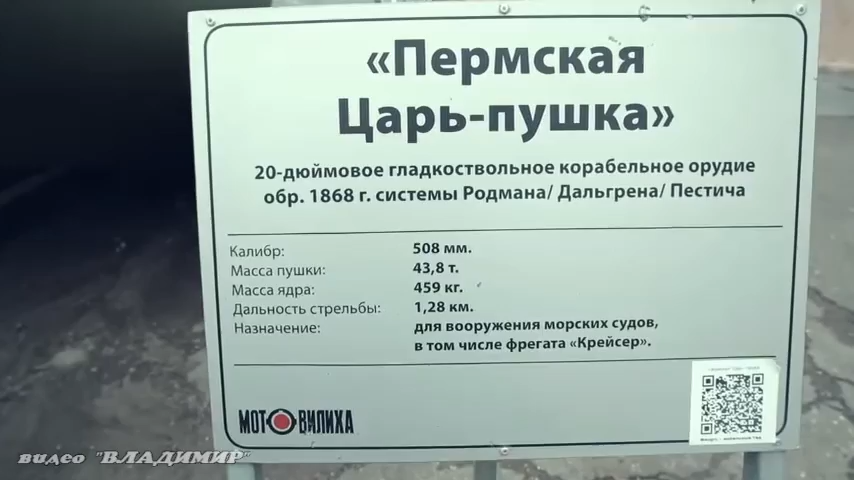 «Пермская
Царь-пушка»
20-дюймовое гладкоствольное корабельное орудие
обр. 1868 г. системы Родмана/ Дальгрена/ Пестича
Калибр: 508 мм.
Масса пушки: 43,8 т.
Масса ядра: 459 кг.
Дальность стрельбы: 1,28 км.
Назначение: для вооружения морских судов,
в том числе фрегата «Крейсер».
МОТОВИЛИХА
видео "ВЛАДИМИР"